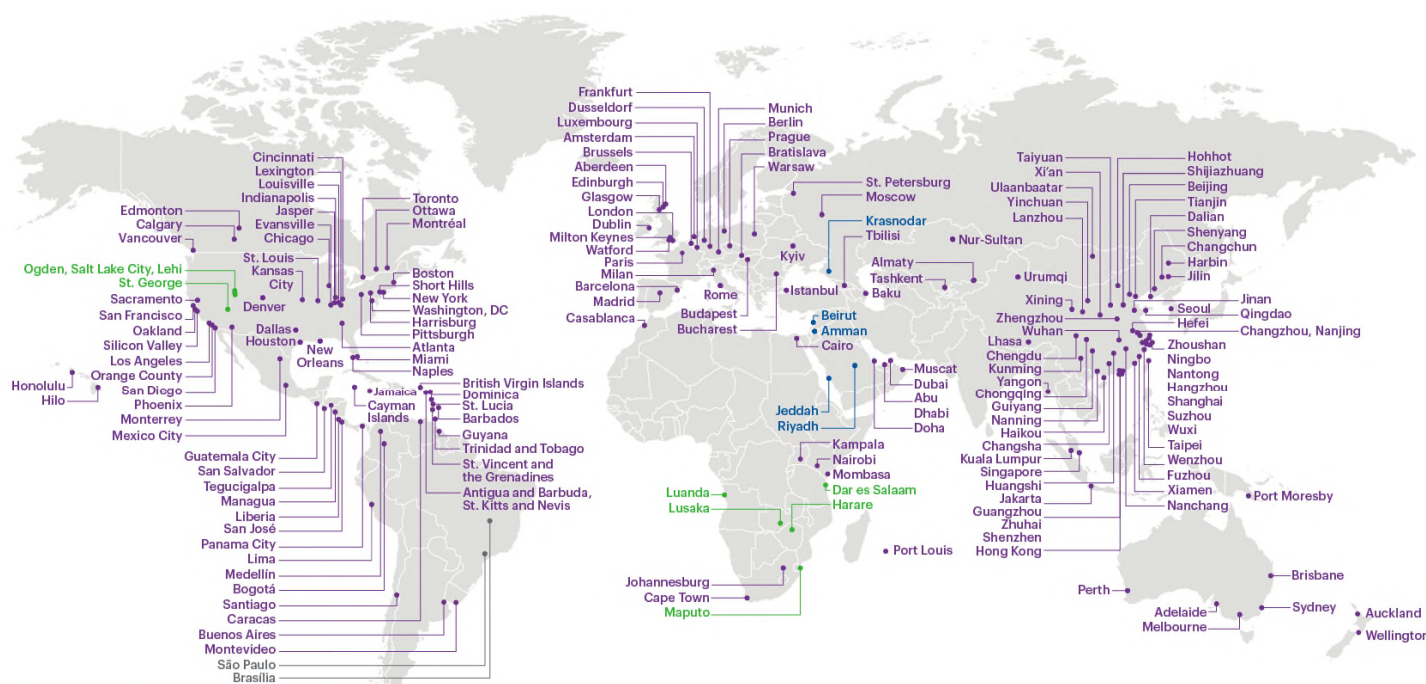 Edmonton
Calgary
Vancouver
Ogden, Salt Lake City, Lehi
St. George
Sacramento
San Francisco
Oakland
Silicon Valley
Los Angeles
Orange County
San Diego
Phoenix
Monterrey
Mexico City
Honolulu
Hilo
Cincinnati
Lexington
Louisville
Indianapolis
Jasper
Evansville
Chicago
St. Louis
Kansas
City
Denver
Dallas
Houston
New
Orleans
Toronto
Ottawa
Montréal
Boston
Short Hills
New York
Washington, DC
Harrisburg
Pittsburgh
Atlanta
Miami
Naples
British Virgin Islands
Jamaica
Dominica
Cayman
Islands
St. Lucia
Barbados
Guyana
Trinidad and Tobago
St. Vincent and
the Grenadines
Antigua and Barbuda,
St. Kitts and Nevis
Guatemala City
San Salvador
Tegucigalpa
Managua
Liberia
San José
Panama City
Lima
Medellín
Bogotá
Santiago
Caracas
Buenos Aires
Montevideo
São Paulo
Brasília
Frankfurt
Dusseldorf
Luxembourg
Amsterdam
Brussels
Aberdeen
Edinburgh
Glasgow
London
Dublin
Milton Keynes
Watford
Paris
Milan
Barcelona
Madrid
Casablanca
Rome
Budapest
Bucharest
Munich
Berlin
Prague
Bratislava
Warsaw
St. Petersburg
Moscow
Krasnodar
Tbilisi
Kyiv
Istanbul
Baku
Nur-Sultan
Almaty
Tashkent
Beirut
Amman
Cairo
Jeddah
Riyadh
Muscat
Dubai
Abu
Dhabi
Doha
Kampala
Nairobi
Mombasa
Dar es Salaam
Luanda
Lusaka
Harare
Port Louis
Johannesburg
Cape Town
Maputo
Taiyuan
Xi'an
Ulaanbaatar
Yinchuan
Lanzhou
Urumqi
Xining
Zhengzhou
Wuhan
Lhasa
Chengdu
Kunming
Yangon
Chongqing
Guiyang
Nanning
Haikou
Changsha
Kuala Lumpur
Singapore
Huangshi
Jakarta
Guangzhou
Zhuhai
Shenzhen
Hong Kong
Hohhot
Shijiazhuang
Beijing
Tianjin
Dalian
Shenyang
Changchun
Harbin
Jilin
Seoul
Jinan
Qingdao
Hefei
Changzhou, Nanjing
Zhoushan
Ningbo
Nantong
Hangzhou
Shanghai
Suzhou
Wuxi
Taipei
Wenzhou
Fuzhou
Xiamen
Nanchang
Port Moresby
Perth
Adelaide
Melbourne
Brisbane
Sydney
Auckland
Wellington